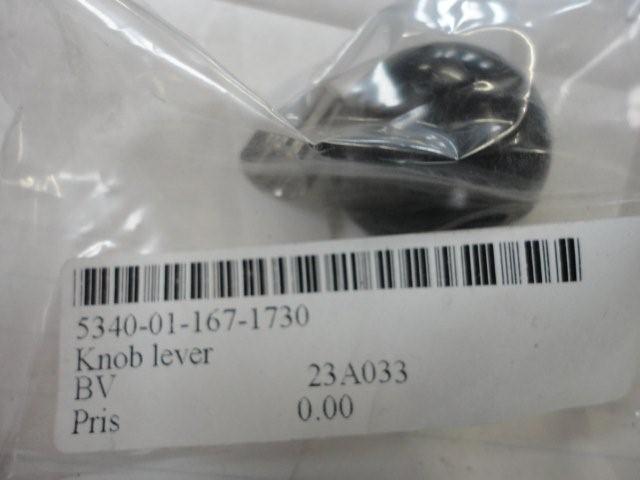 5340-01-167-1730
Knob lever
BV 23A033
Pris 0.00